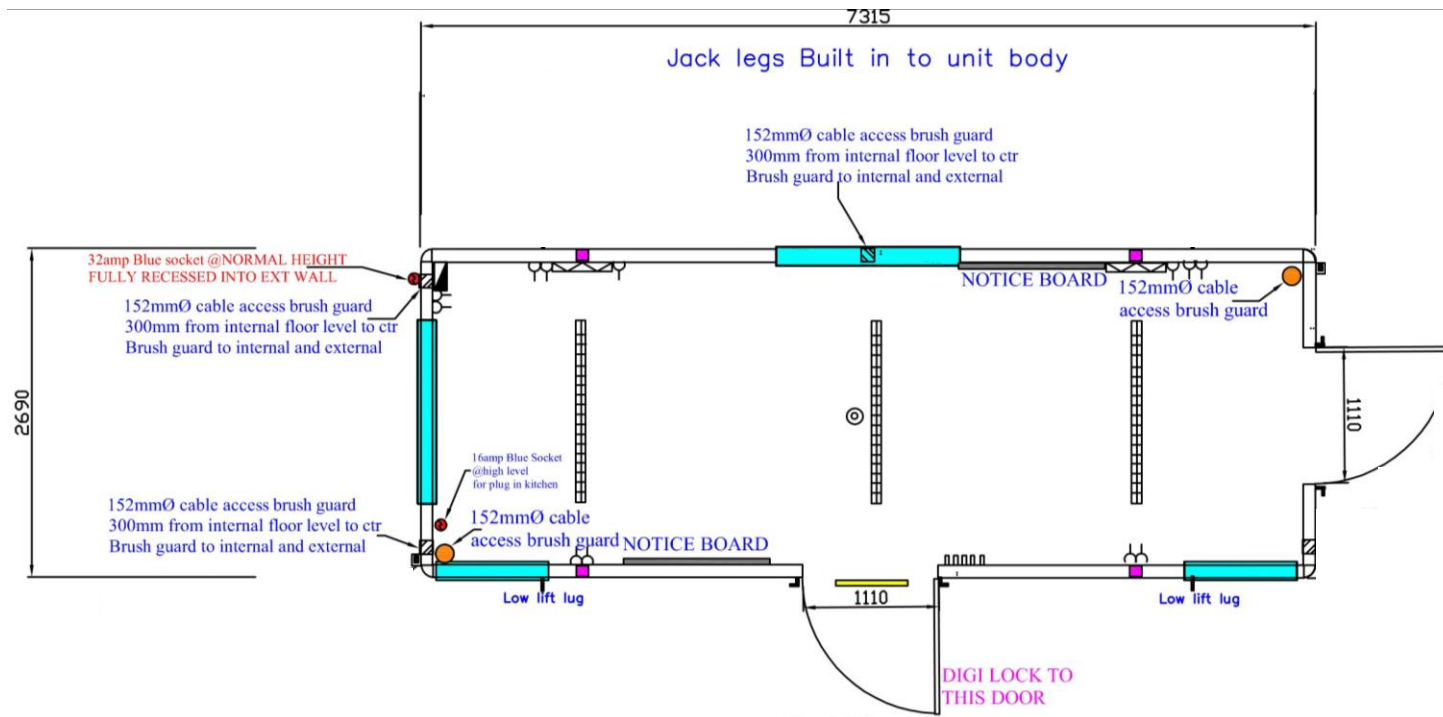 7315
Jack legs Built in to unit body
152mmØ cable access brush guard
300mm from internal floor level to ctr
Brush guard to internal and external
32amp Blue socket @NORMAL HEIGHT
FULLY RECESSED INTO EXT WALL
152mmØ cable access brush guard
300mm from internal floor level to ctr
Brush guard to internal and external
NOTICE BOARD
152mmØ cable
access brush guard
2690
1110
16amp Blue Socket
@high level
for plug in kitchen
152mmØ cable access brush guard
300mm from internal floor level to ctr
Brush guard to internal and external
152mmØ cable
access brush guard
NOTICE BOARD
Low lift lug
1110
Low lift lug
DIGI LOCK TO
THIS DOOR